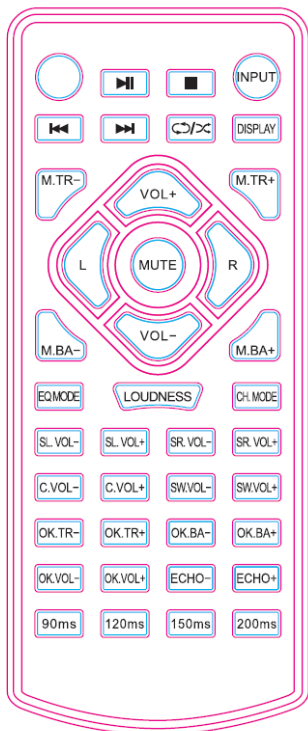 INPUT
DISPLAY
M.TR− M.TR+
VOL+
L MUTE R
VOL−
M.BA− M.BA+
EQ.MODE LOUDNESS CH. MODE
SL. VOL− SL. VOL+ SR. VOL− SR. VOL+
C.VOL− C.VOL+ SW.VOL− SW.VOL+
OK.TR− OK.TR+ OK.BA− OK.BA+
OK.VOL− OK.VOL+ ECHO− ECHO+
90ms 120ms 150ms 200ms